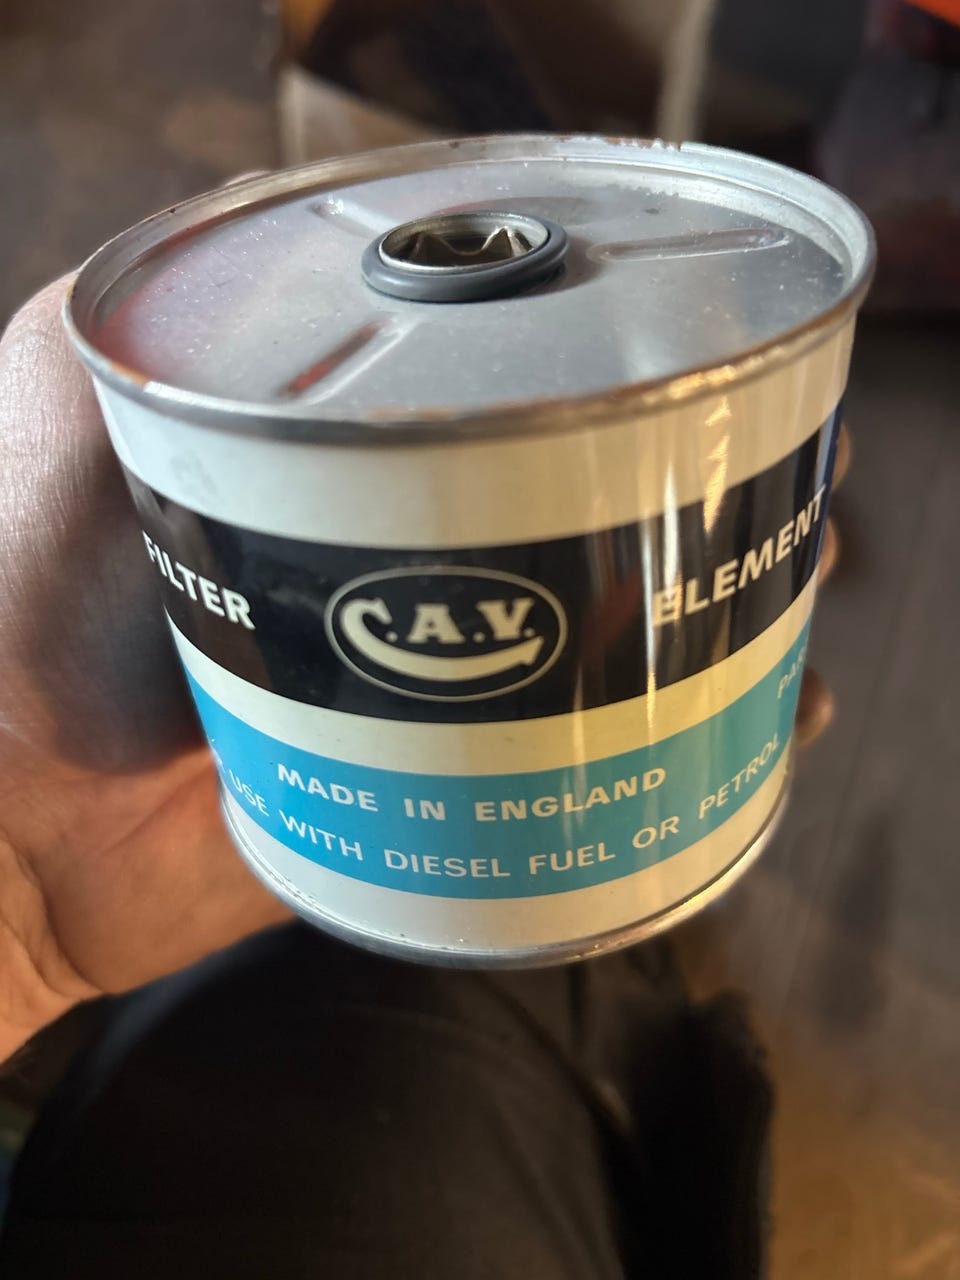 FILTER C.A.V. ELEMENT
MADE IN ENGLAND
USE WITH DIESEL FUEL OR PETROL